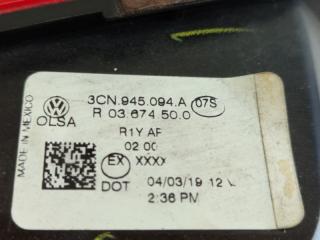 3CN.945.094.A 07S
OLSA R 03.674 50.0
MADE IN MEXICO
R1Y AF
02 00
EX XXXX
DOT 04/03/19 12
2:36 PM